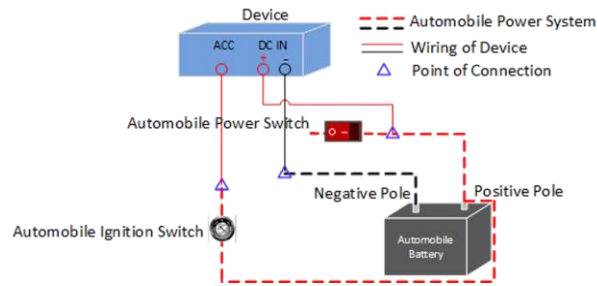 Device
ACC
DC IN
+
-
Automobile Power System
Wiring of Device
Point of Connection
Automobile Power Switch
Negative Pole
Positive Pole
Automobile Ignition Switch
Automobile
Battery